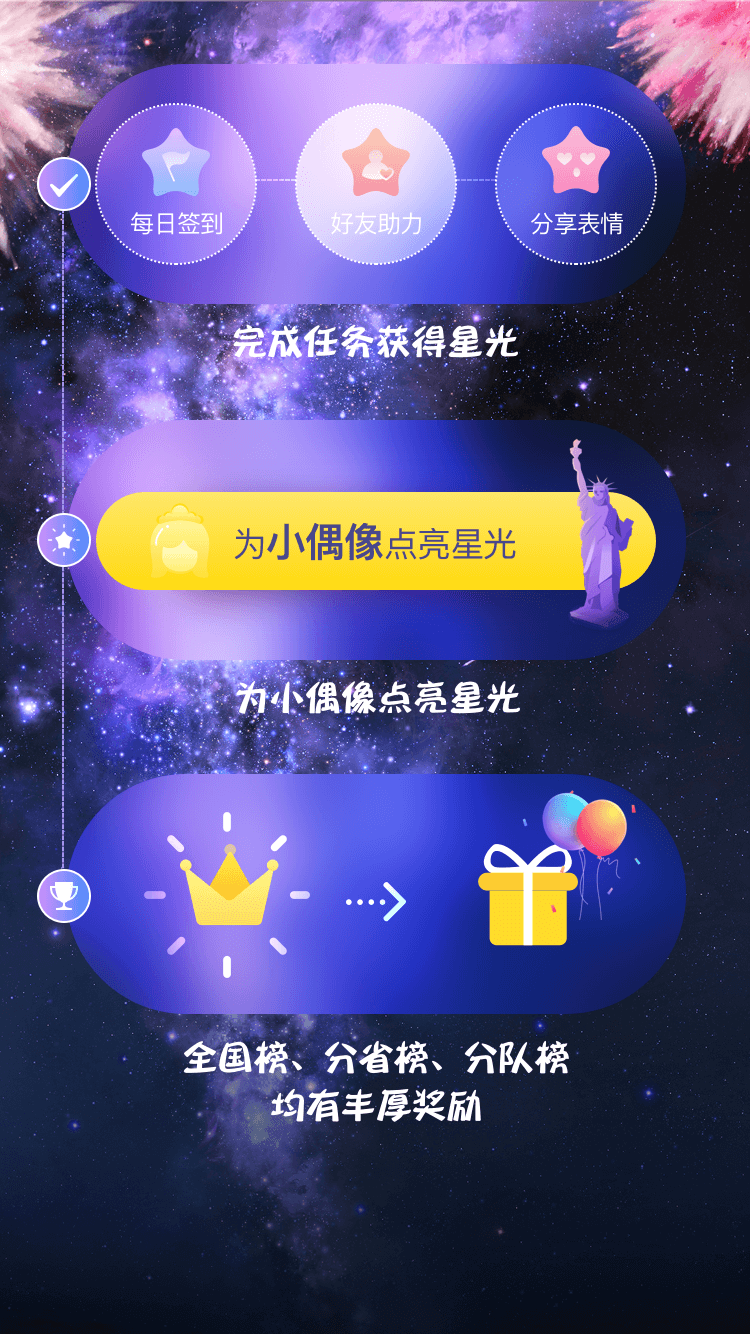 每日签到
好友助力
分享表情
完成任务获得星光
为小偶像点亮星光
为小偶像点亮星光
全国榜、分省榜、分队榜
均有丰厚奖励